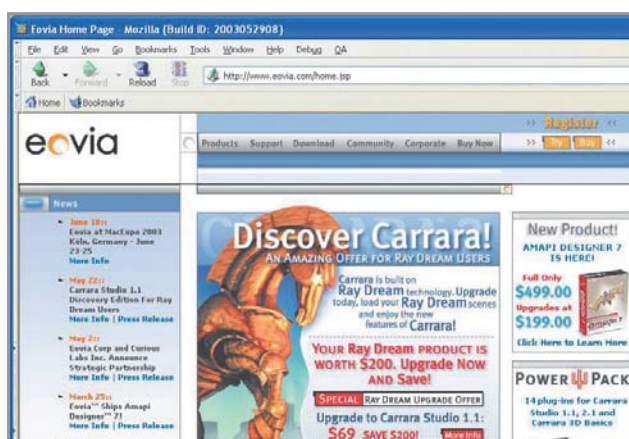 Eovia Home Page - Mozilla {Build ID: 2003052908}
File Edit View Go Bookmarks Tools Window Help Debug QA
Back Forward Reload Stop
http://www.eovia.com/home.jsp
Home Bookmarks
eovia
>> Register <<
Products Support Download Community Corporate Buy Now
>> Try Buy <<
News
June 18::
Eovia at MacExpo 2003
Koln, Germany - June
23-25
More Info
May 22::
Carrara Studio 1.1
Discovery Edition For Ray
Dream Users
More Info | Press Release
May 2::
Eovia Corp and Curious
Labs Inc. Announce
Strategic Partnership
More Info | Press Release
March 25::
Eovia™ Ships Amapi
Designer™ 7!
More Info | Press Release
Discover Carrara!
AN AMAZING OFFER FOR RAY DREAM USERS
Carrara is built on
Ray Dream technology. Upgrade
today, load your Ray Dream scenes
and enjoy the new
features of Carrara!
YOUR Ray Dream PRODUCT IS
WORTH $200. Upgrade Now
AND Save!
SPECIAL RAY DREAM UPGRADE OFFER
Upgrade to Carrara Studio 1.1:
$69 SAVE $200! More Info
New Product!
AMAPI DESIGNER 7
IS HERE!
Full Only
$499.00
Upgrades at
$199.00
Click Here to Learn More
POWER PACK
14 plug-ins for Carrara
Studio 1.1, 2.1 and
Carrara 3D Basics